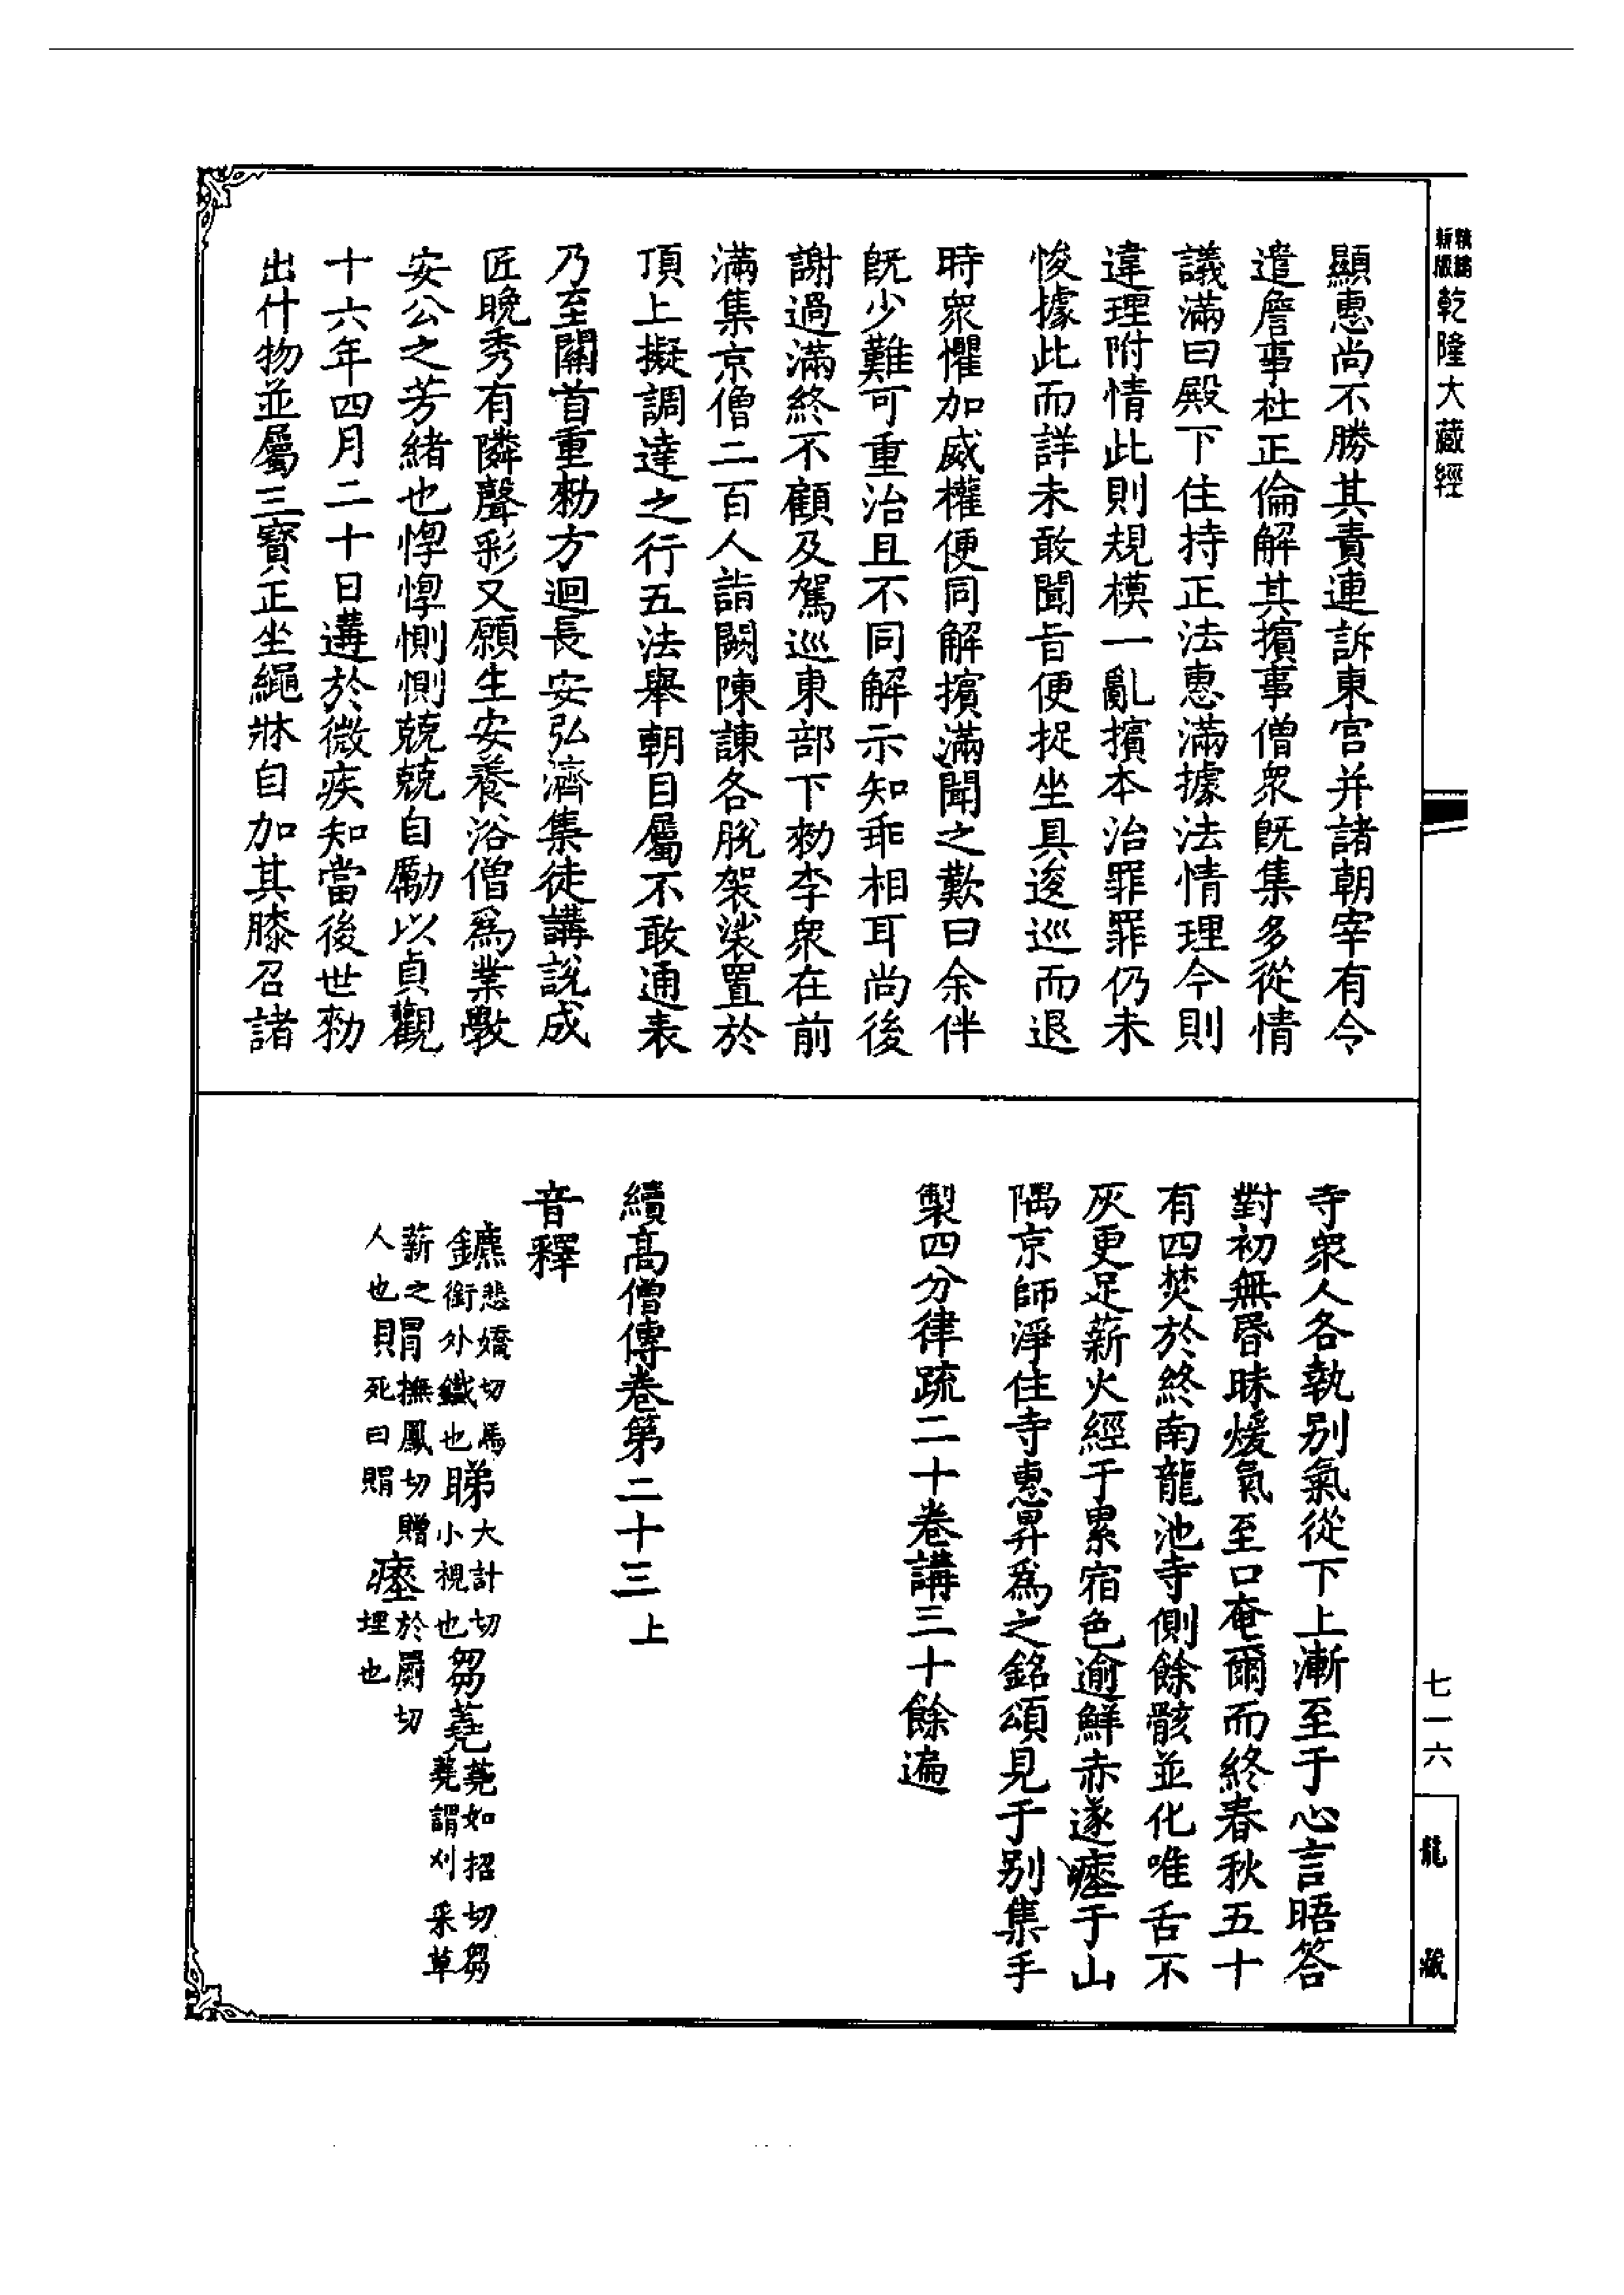 精編
新版
乾隆大藏經
顯惠尚不勝其責連訴東宮并諸朝宰有令
遣詹事杜正倫解其擯事僧衆旣集多從情
議滿曰殿下住持正法惠滿據法情理今則
違理附情此則規模一亂擯本治罪罪仍未
悛據此而詳未敢聞旨便捉坐具逡巡而退
時衆懼加威權便同解擯滿聞之歎曰余伴
旣少難可重治且不同解示知乖相耳尚後
謝過滿終不顧及駕巡東部下勑李衆在前
滿集京僧二百人詣闕陳諫各脫袈裟置於
頂上擬調達之行五法舉朝目屬不敢通表
乃至關首重勑方迴長安弘濟集徒講說成
匠晚秀有隣聲彩又願生安養浴僧爲業斆
安公之芳緒也惸惸惻惻兢兢自勵以貞觀
十六年四月二十日遘於微疾知當後世勑
出什物並屬三寶正坐繩牀自加其膝召諸
寺衆人各執别氣從下上漸至于心言晤答
對初無昬昧煖氣至口奄爾而終春秋五十
有四焚於終南龍池寺側餘骸並化唯舌不
灰更足薪火經于累宿色逾鮮赤遂瘞于山
隅京師淨住寺惠昇爲之銘頌見于别集手
製四分律疏二十卷講三十餘遍
續高僧傳卷第二十三上
音釋
鑣悲嬌切馬銜外鐵也睇大計切小視也芻蕘蕘如招切芻蕘謂刈采草
薪之人也賵撫鳳切贈死曰賵瘞於罽切埋也
七一六
龍藏